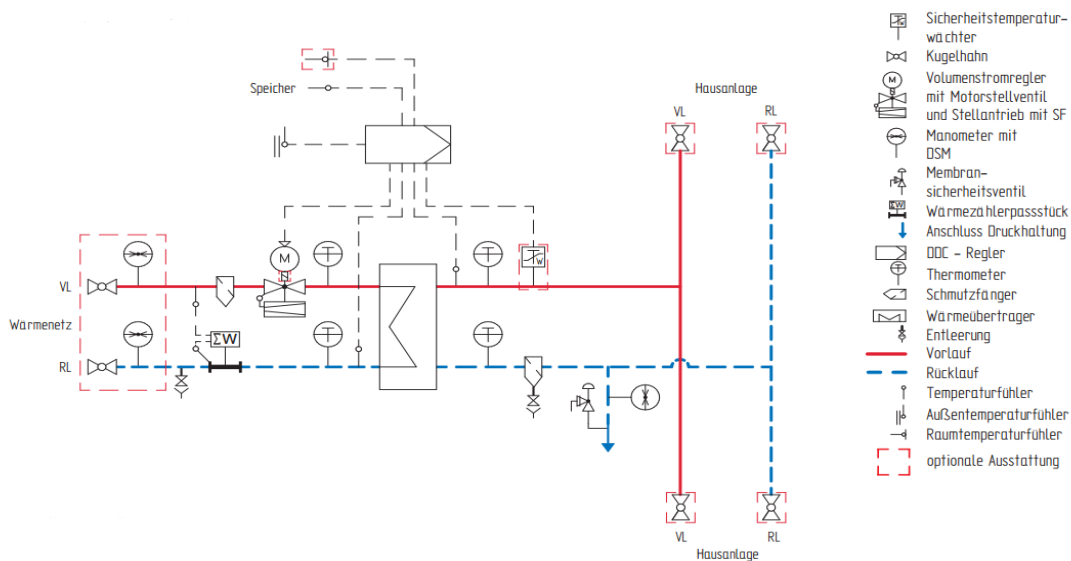 Speicher
Wärmenetz
VL
RL
M
ΣW
W
Hausanlage
VL
RL
VL
RL
Hausanlage
Sicherheitstemperatur-
wächter
Kugelhahn
M
Volumenstromregler
mit Motorstellventil
und Stellantrieb mit SF
Manometer mit
DSM
Membran-
sicherheitsventil
ΣW
Wärmezählerpassstück
Anschluss Druckhaltung
DDC - Regler
Thermometer
Schmutzfänger
Wärmeübertrager
Entleerung
Vorlauf
Rücklauf
Temperaturfühler
Außentemperaturfühler
Raumtemperaturfühler
optionale Ausstattung